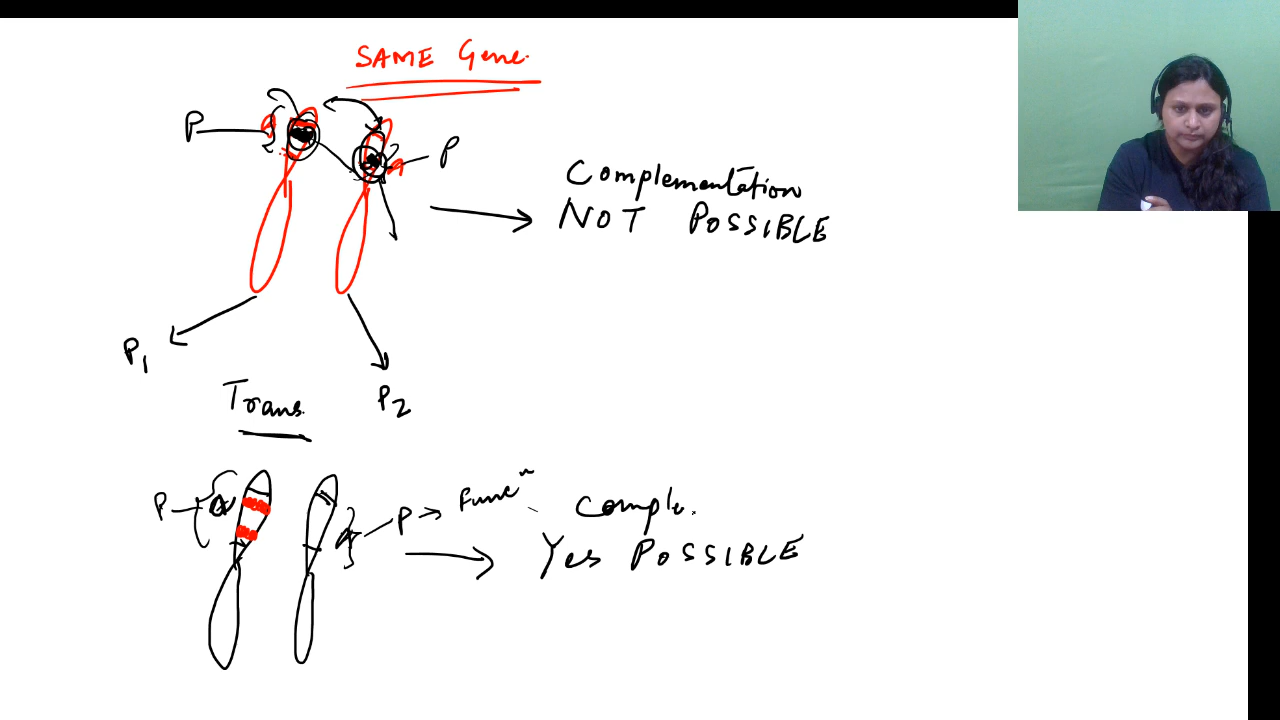 SAME Gene.
P
P
Complementation
NOT POSSIBLE
P1
P2
Trans.
P
P → Funcⁿ
Comple.
Yes POSSIBLE